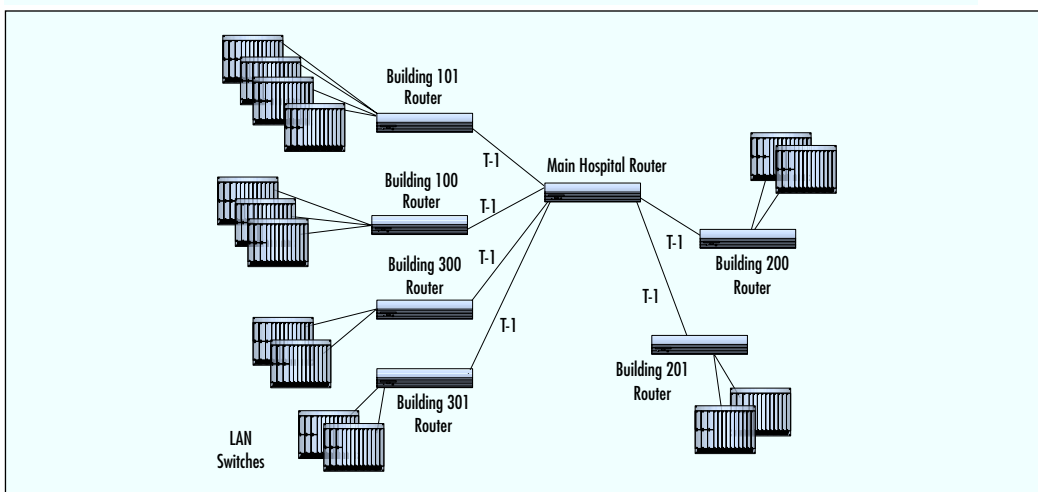 Building 101
Router
T-1
Main Hospital Router
Building 100
Router
T-1
T-1
Building 200
Router
Building 300
Router
T-1
T-1
T-1
Building 201
Router
Building 301
Router
LAN
Switches